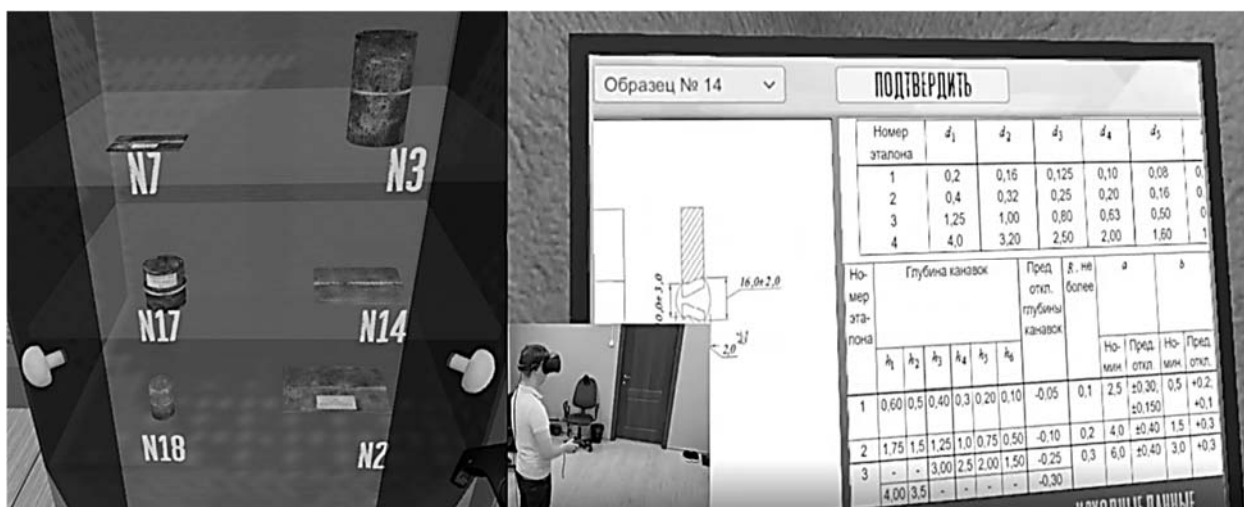 N7
N3
N17
N14
N18
N2
Образец № 14
ПОДТВЕРДИТЬ
16,0±2,0
2,0
Номер эталона d₁ d₂ d₃ d₄ d₅
1 0,2 0,16 0,125 0,10 0,08
2 0,4 0,32 0,25 0,20 0,16
3 1,25 1,00 0,80 0,63 0,50
4 4,0 3,20 2,50 2,00 1,60
Но-мер эта-лона Глубина канавок Пред. откл. глубины канавок R, не более a b
h₁ h₂ h₃ h₄ h₅ h₆ Но-мин. Пред. откл. Но-мин. Пред. откл.
1 0,60 0,5 0,40 0,3 0,20 0,10 -0,05 0,1 2,5 ±0,30; ±0,150 0,5 +0,2; +0,1
2 1,75 1,5 1,25 1,0 0,75 0,50 -0,10 0,2 4,0 ±0,40 1,5 +0,3
3 - - 3,00 2,5 2,00 1,50 -0,25 0,3 6,0 ±0,40 3,0 +0,3
4,00 3,5 - - - - -0,30